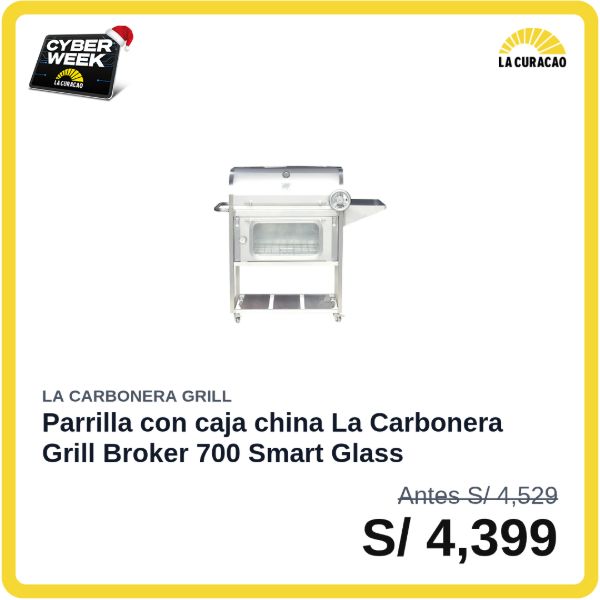 CYBER
WEEK
LA CURACAO
LA CURACAO
LA CARBONERA GRILL
Parrilla con caja china La Carbonera
Grill Broker 700 Smart Glass
Antes S/ 4,529
S/ 4,399